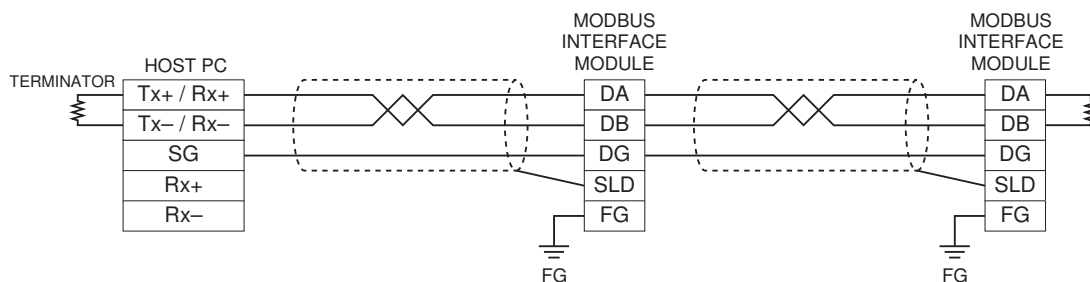 MODBUS
INTERFACE
MODULE
MODBUS
INTERFACE
MODULE
HOST PC
TERMINATOR
Tx+ / Rx+
Tx– / Rx–
SG
Rx+
Rx–
DA
DB
DG
SLD
FG
FG
DA
DB
DG
SLD
FG
FG